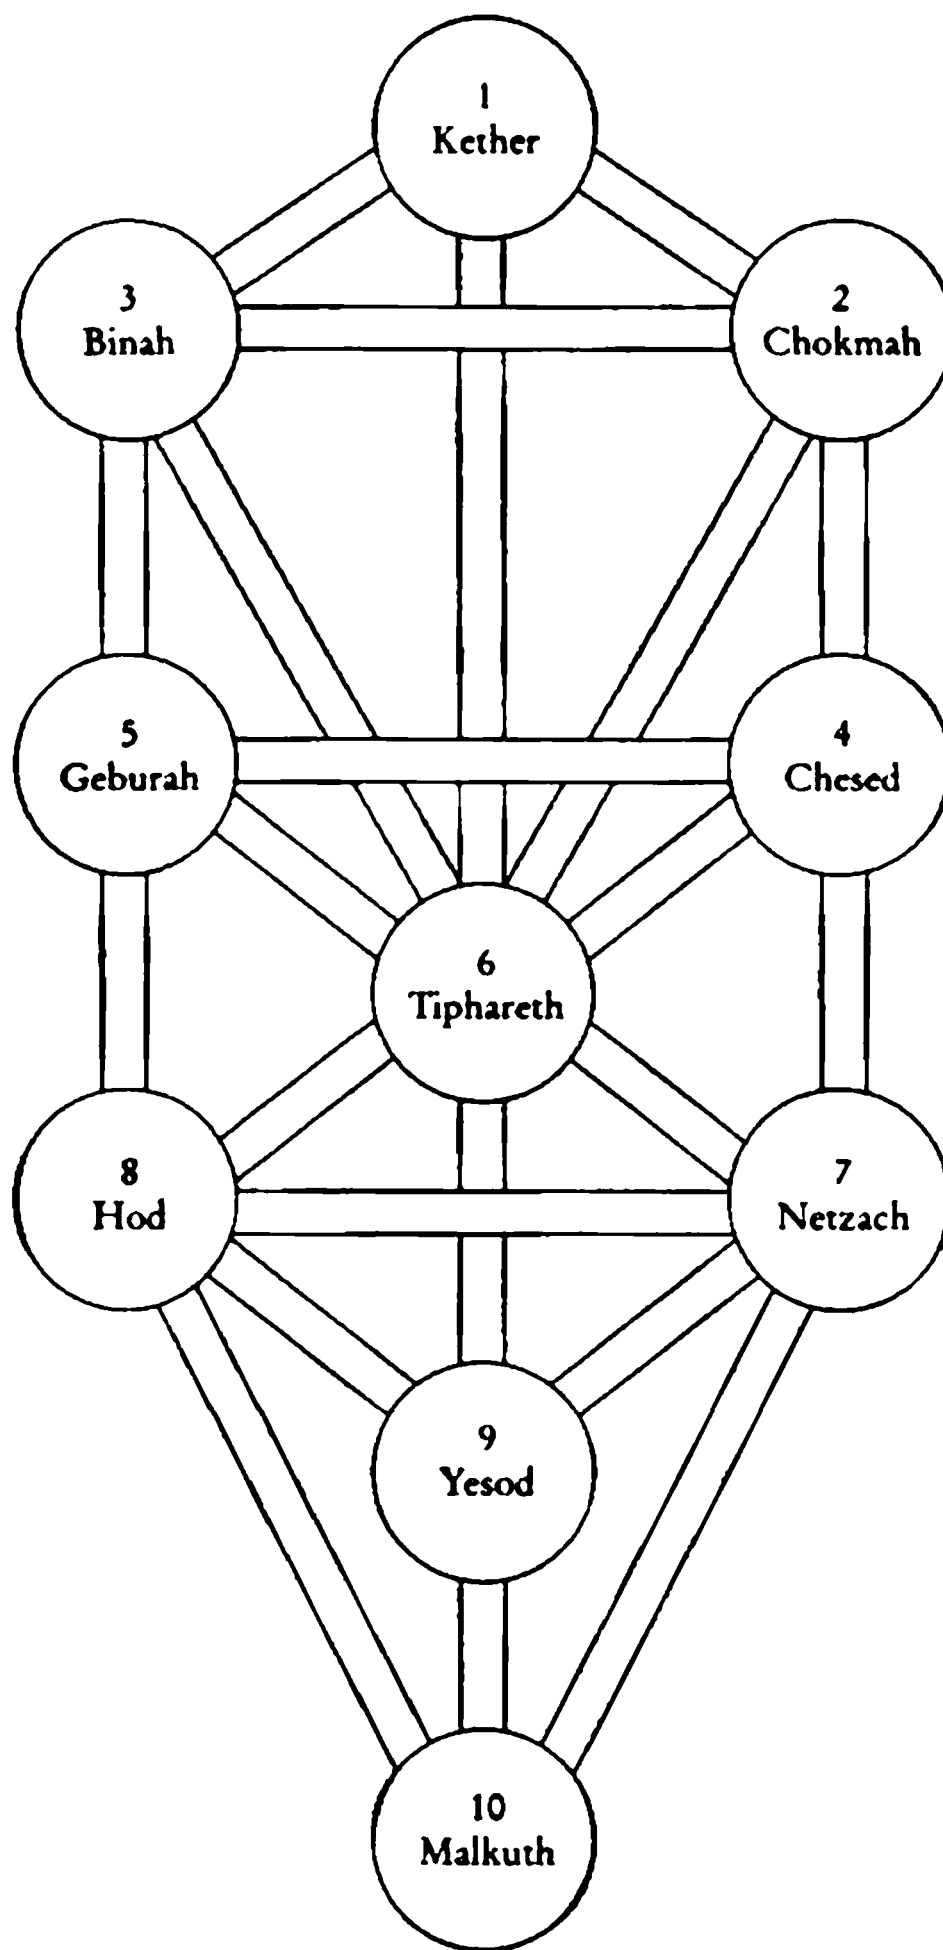 1
Kether
3
Binah
2
Chokmah
5
Geburah
4
Chesed
6
Tiphareth
8
Hod
7
Netzach
9
Yesod
10
Malkuth